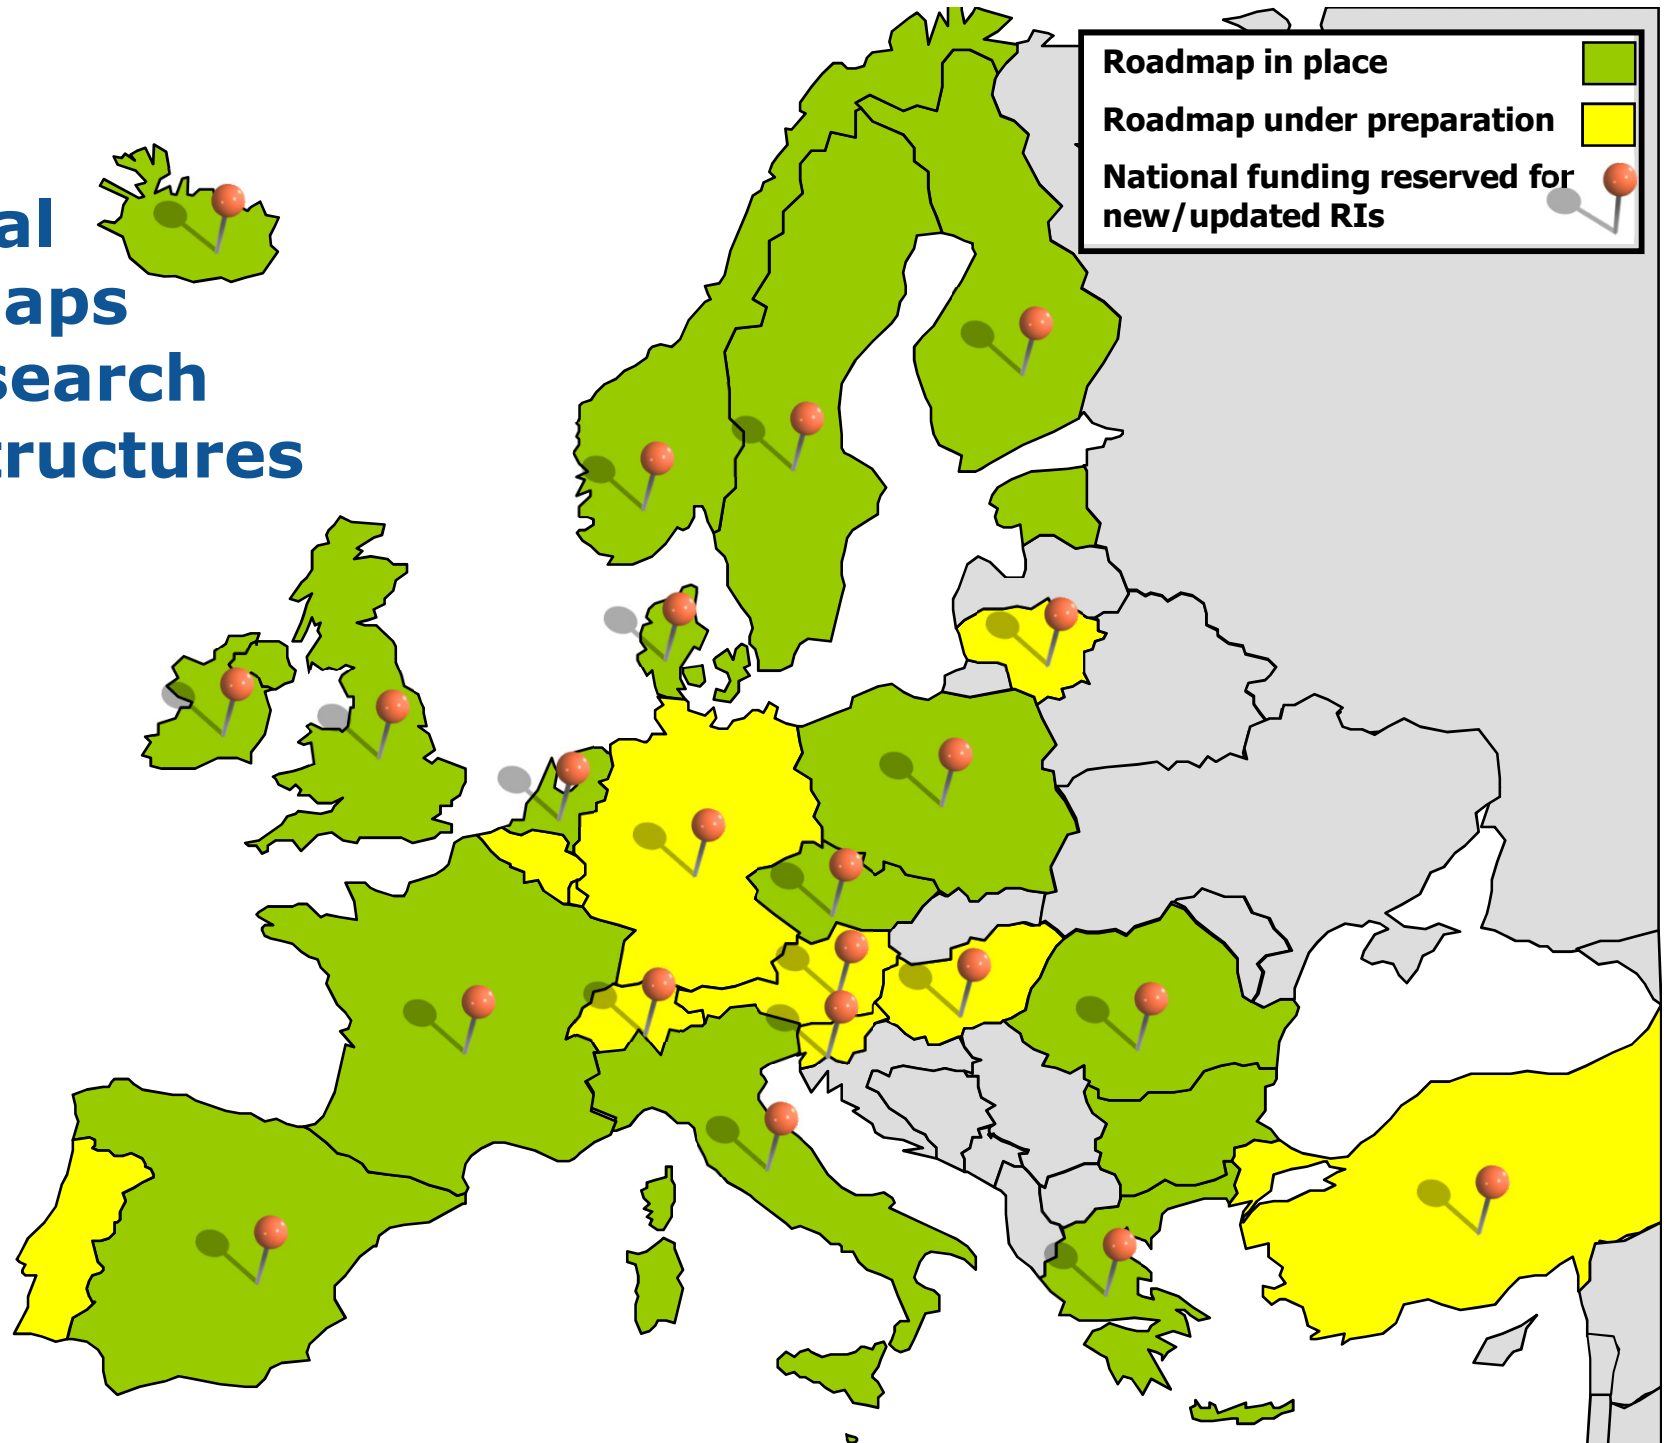 al
aps
search
tructures
Roadmap in place
Roadmap under preparation
National funding reserved for
new/updated RIs